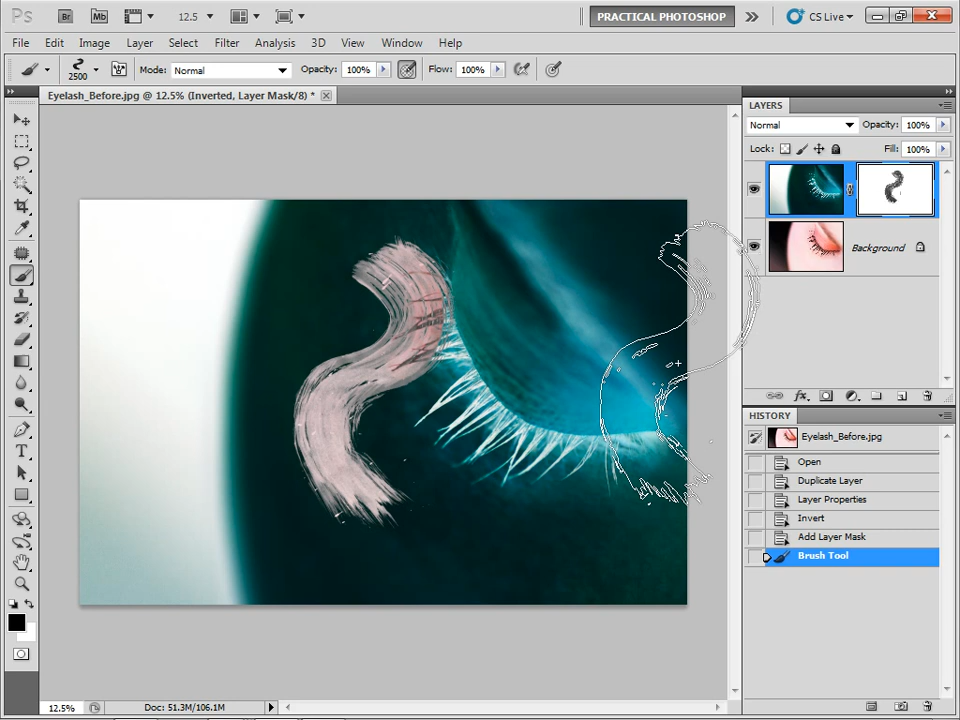 Ps Br Mb 12.5 PRACTICAL PHOTOSHOP CS Live
File Edit Image Layer Select Filter Analysis 3D View Window Help
2500 Mode: Normal Opacity: 100% Flow: 100%
Eyelash_Before.jpg @ 12.5% (Inverted, Layer Mask/8) *
LAYERS
Normal Opacity: 100%
Lock: Fill: 100%
Background
HISTORY
Eyelash_Before.jpg
Open
Duplicate Layer
Layer Properties
Invert
Add Layer Mask
Brush Tool
12.5% Doc: 51.3M/106.1M